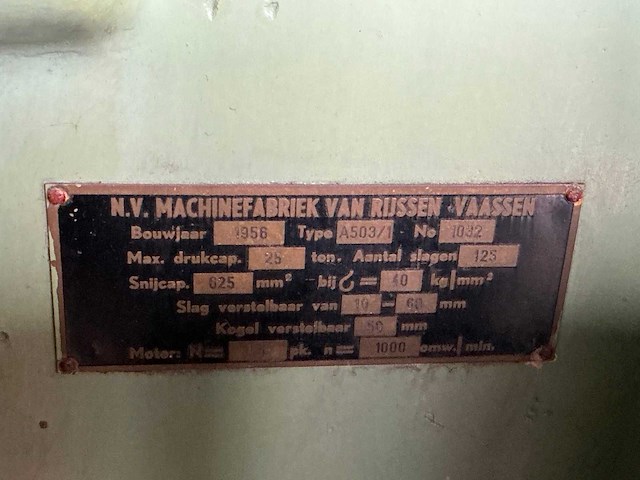 N.V. MACHINEFABRIEK VAN RIJSSEN VAASSEN
Bouwjaar 1956 Type A503/1 No 1032
Max. drukcap. 25 ton. Aantal slagen 125
Snijcap. 625 mm² bij = 40 kg/mm²
Slag verstelbaar van 10 – 60 mm
Kogel verstelbaar 50 mm
Motor: N = pk. n = 1000 omw./min.